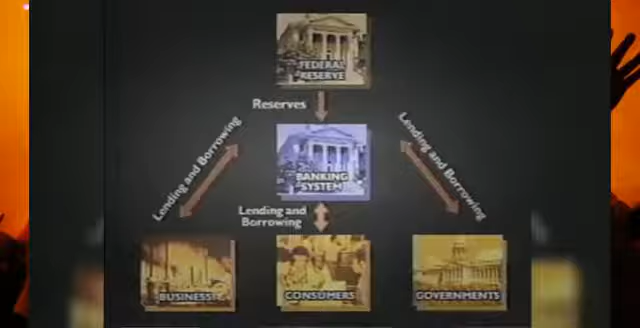 FEDERAL
RESERVE
Reserves
Lending and Borrowing
Lending and Borrowing
BANKING
SYSTEM
Lending and
Borrowing
BUSINESS
CONSUMERS
GOVERNMENTS